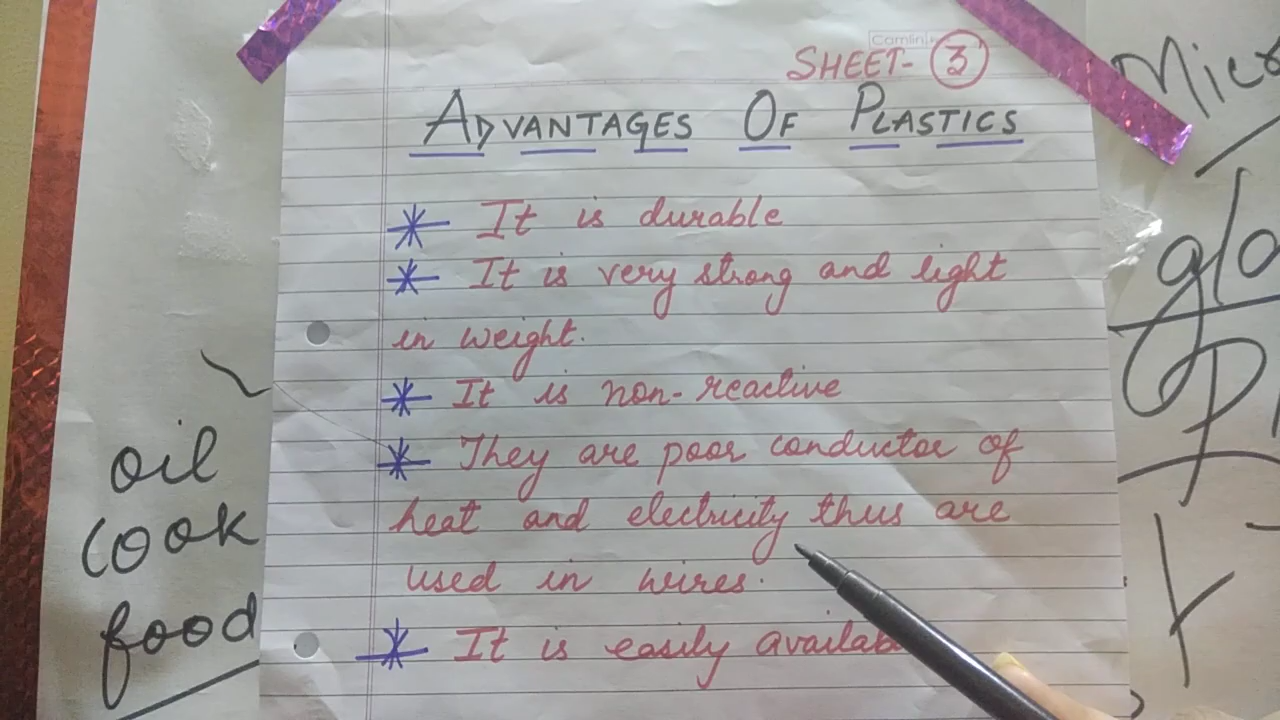 Camlin
SHEET- 3
ADVANTAGES OF PLASTICS
It is durable
It is very strong and light
in weight.
It is non-reactive
They are poor conductor of
heat and electricity thus are
used in wires.
It is easily
oil
cook
food